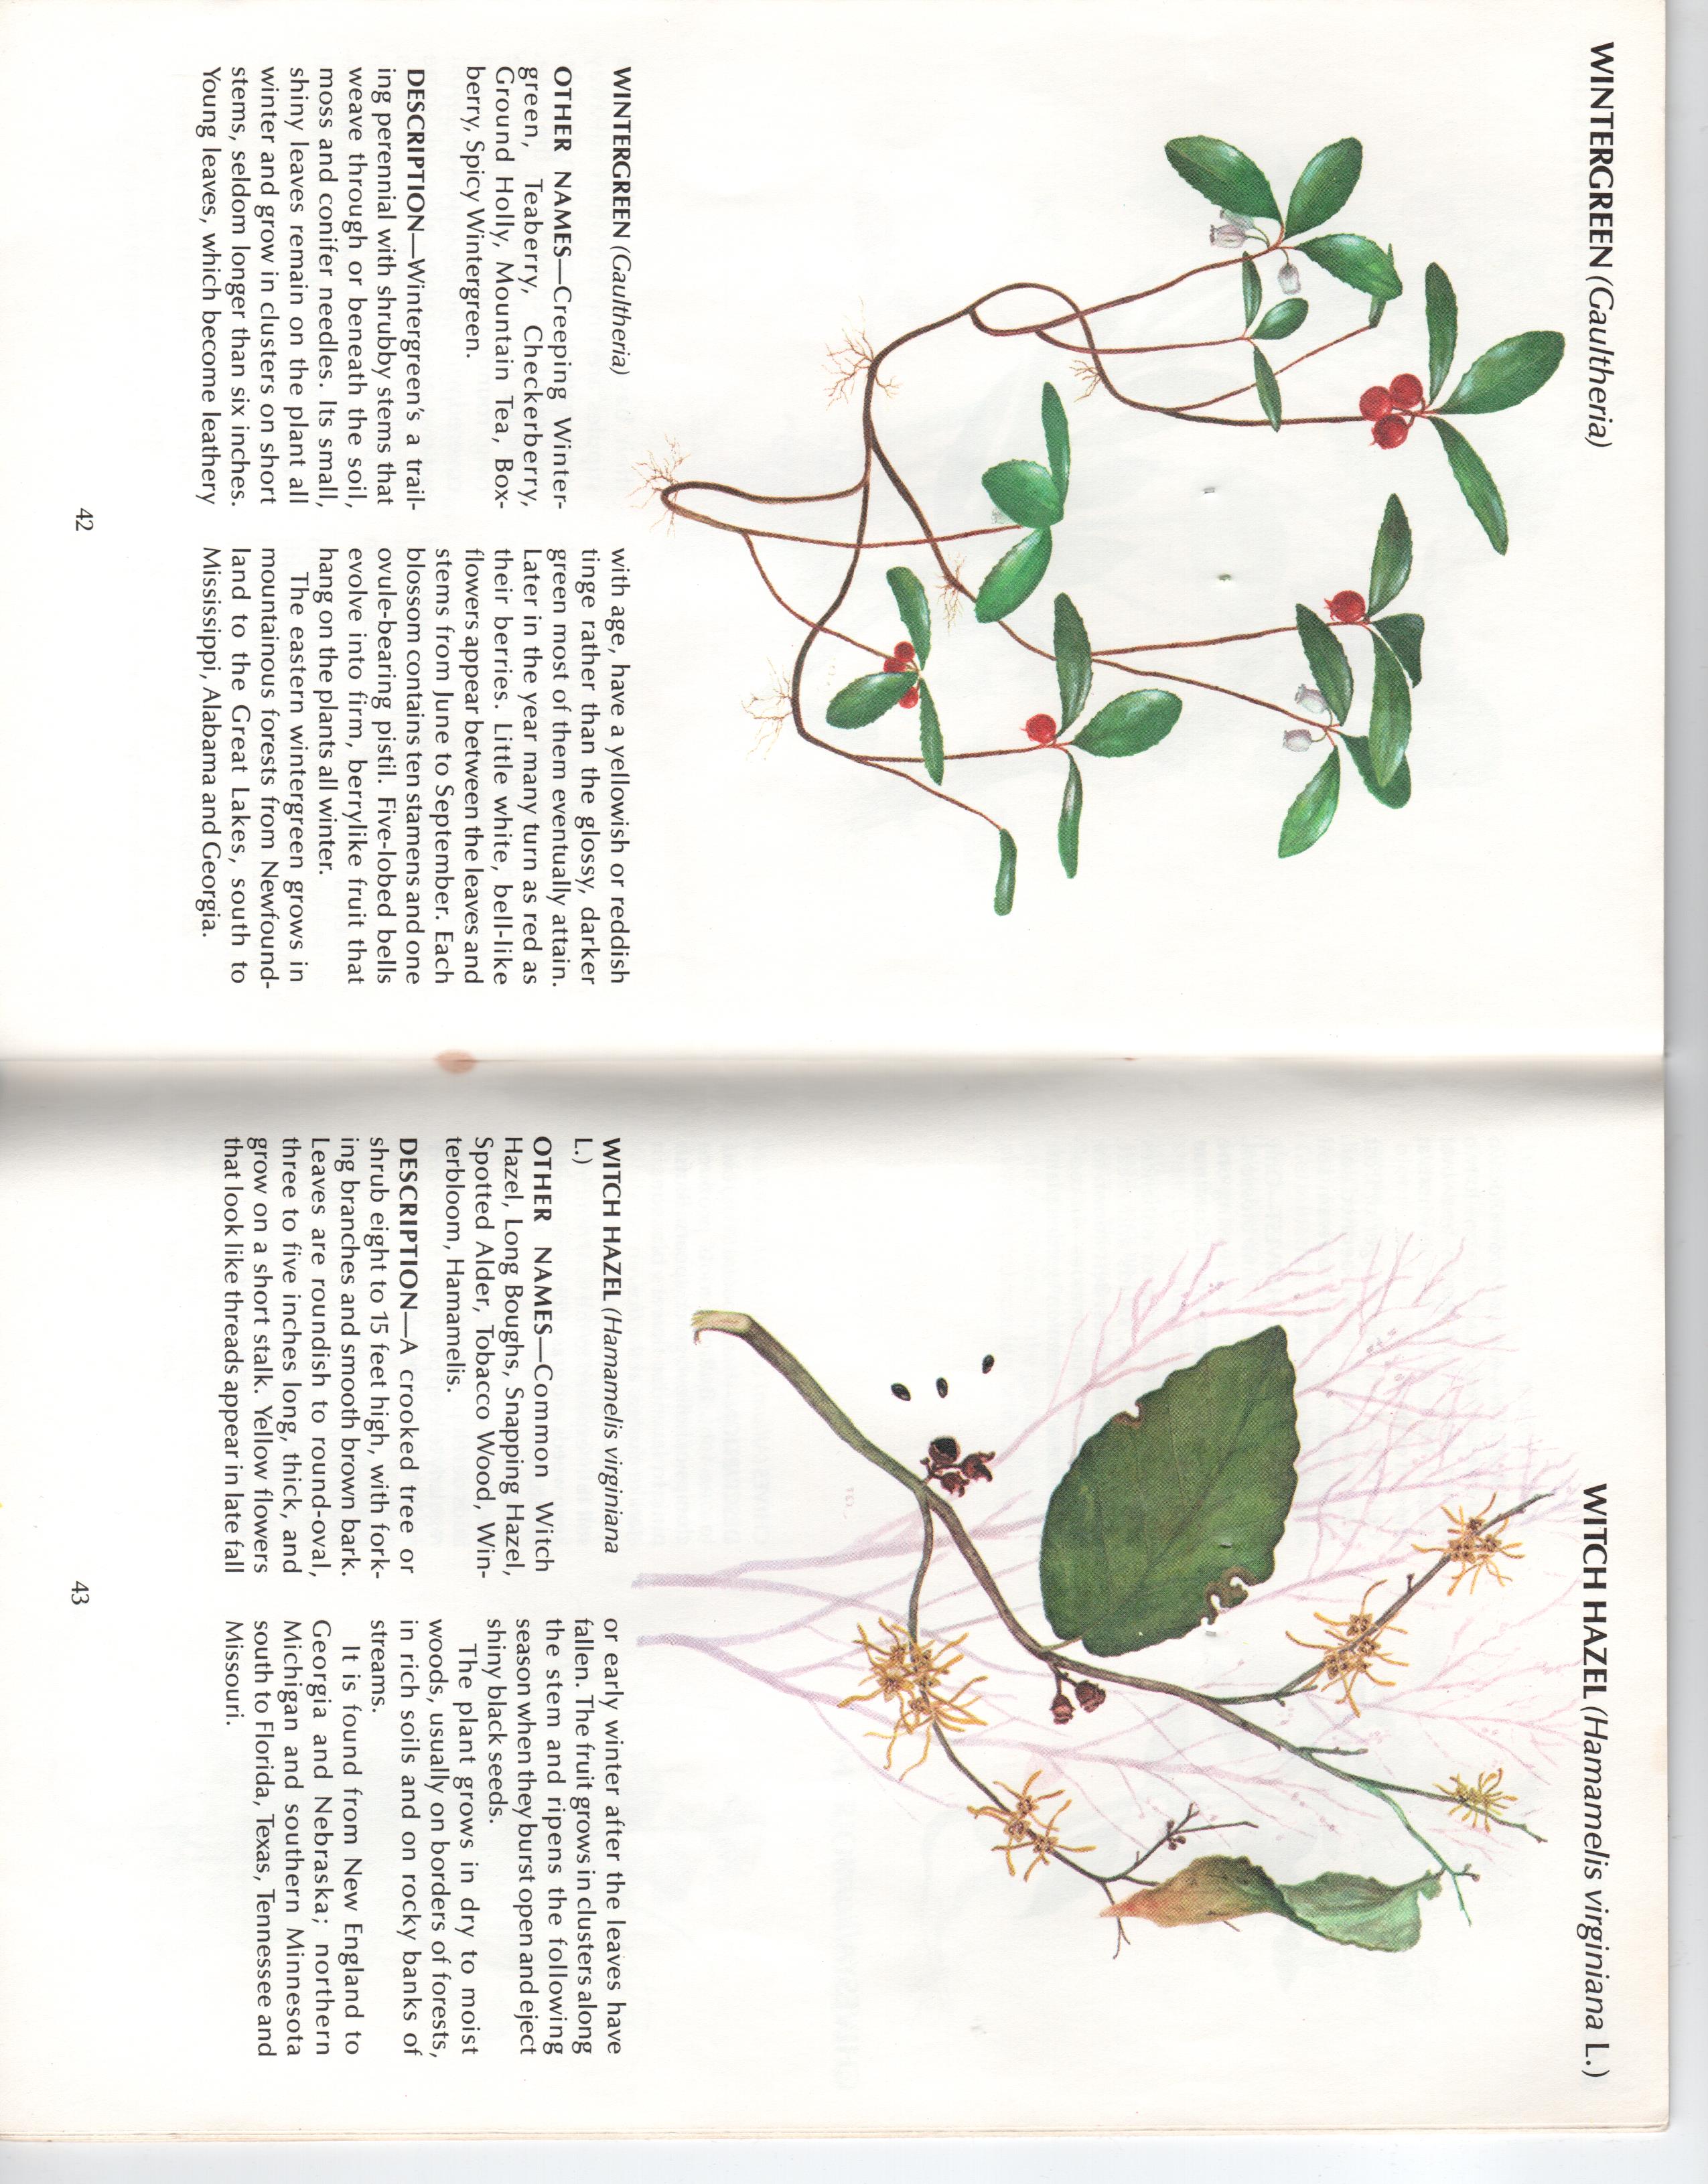 WINTERGREEN (Gaultheria)
WINTERGREEN (Gaultheria)
OTHER NAMES—Creeping Winter-
green, Teaberry, Checkerberry,
Ground Holly, Mountain Tea, Box-
berry, Spicy Wintergreen.
DESCRIPTION—Wintergreen's a trail-
ing perennial with shrubby stems that
weave through or beneath the soil,
moss and conifer needles. Its small,
shiny leaves remain on the plant all
winter and grow in clusters on short
stems, seldom longer than six inches.
Young leaves, which become leathery
with age, have a yellowish or reddish
tinge rather than the glossy, darker
green most of them eventually attain.
Later in the year many turn as red as
their berries. Little white, bell-like
flowers appear between the leaves and
stems from June to September. Each
blossom contains ten stamens and one
ovule-bearing pistil. Five-lobed bells
evolve into firm, berrylike fruit that
hang on the plants all winter.
The eastern wintergreen grows in
mountainous forests from Newfound-
land to the Great Lakes, south to
Mississippi, Alabama and Georgia.
42
WITCH HAZEL (Hamamelis virginiana L.)
WITCH HAZEL (Hamamelis virginiana
L.)
OTHER NAMES—Common Witch
Hazel, Long Boughs, Snapping Hazel,
Spotted Alder, Tobacco Wood, Win-
terbloom, Hamamelis.
DESCRIPTION—A crooked tree or
shrub eight to 15 feet high, with fork-
ing branches and smooth brown bark.
Leaves are roundish to round-oval,
three to five inches long, thick, and
grow on a short stalk. Yellow flowers
that look like threads appear in late fall
or early winter after the leaves have
fallen. The fruit grows in clusters along
the stem and ripens the following
season when they burst open and eject
shiny black seeds.
The plant grows in dry to moist
woods, usually on borders of forests,
in rich soils and on rocky banks of
streams.
It is found from New England to
Georgia and Nebraska; northern
Michigan and southern Minnesota
south to Florida, Texas, Tennessee and
Missouri.
43